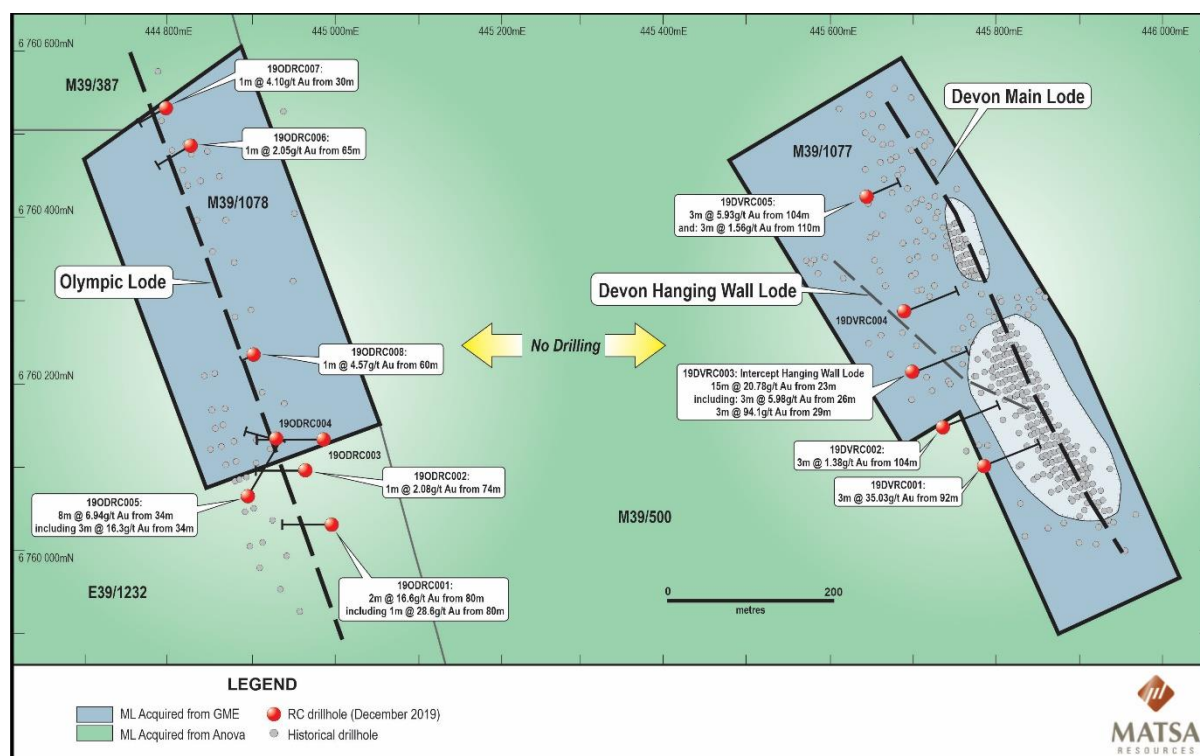 444 800mE
445 000mE
445 200mE
445 400mE
445 600mE
445 800mE
446 000mE
6 760 600mN
6 760 400mN
6 760 200mN
6 760 000mN
M39/387
19ODRC007:
1m @ 4.10g/t Au from 30m
19ODRC006:
1m @ 2.05g/t Au from 65m
M39/1078
Olympic Lode
19ODRC008:
1m @ 4.57g/t Au from 60m
19ODRC004
19ODRC003
19ODRC002:
1m @ 2.08g/t Au from 74m
19ODRC005:
8m @ 6.94g/t Au from 34m
including 3m @ 16.3g/t Au from 34m
19ODRC001:
2m @ 16.6g/t Au from 80m
including 1m @ 28.6g/t Au from 80m
E39/1232
No Drilling
Devon Main Lode
M39/1077
19DVRC005:
3m @ 5.93g/t Au from 104m
and: 3m @ 1.56g/t Au from 110m
Devon Hanging Wall Lode
19DVRC004
19DVRC003: Intercept Hanging Wall Lode
15m @ 20.78g/t Au from 23m
including: 3m @ 5.98g/t Au from 26m
3m @ 94.1g/t Au from 29m
19DVRC002:
3m @ 1.38g/t Au from 104m
19DVRC001:
3m @ 35.03g/t Au from 92m
M39/500
0
200
metres
LEGEND
ML Acquired from GME
RC drillhole (December 2019)
ML Acquired from Anova
Historical drillhole
MATSA
RESOURCES